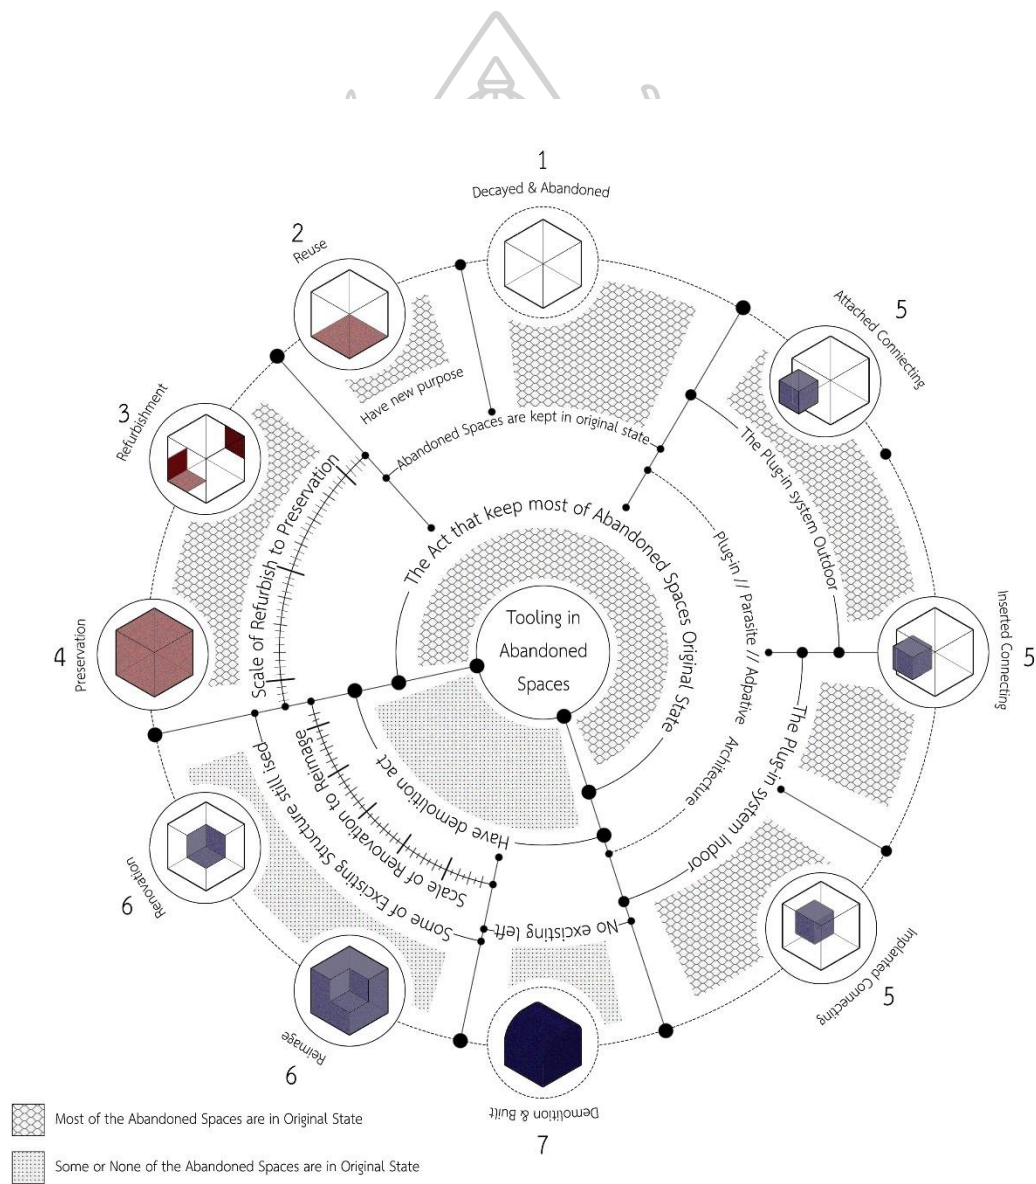 1
Decayed & Abandoned
2
Reuse
5
Attached Conniecting
Have new purpose
Abandoned Spaces are kept in original state
3
Refurbishment
The Plug-in system Outdoor
Scale of Refurbish to Preservation
The Act that keep most of Abandoned Spaces Original State
Plug-in // Parasite // Adpative Architecture
Tooling in
Abandoned
Spaces
4
Preservation
5
Inserted Connecting
The Plug-in system Indoor
Have demolition act
Scale of Renovation to Reimage
Some of Excisting Structure still ised
No excisting left
6
Renovation
5
Implanted Connecting
6
Reimage
7
Demolition & Built
Most of the Abandoned Spaces are in Original State
Some or None of the Abandoned Spaces are in Original State